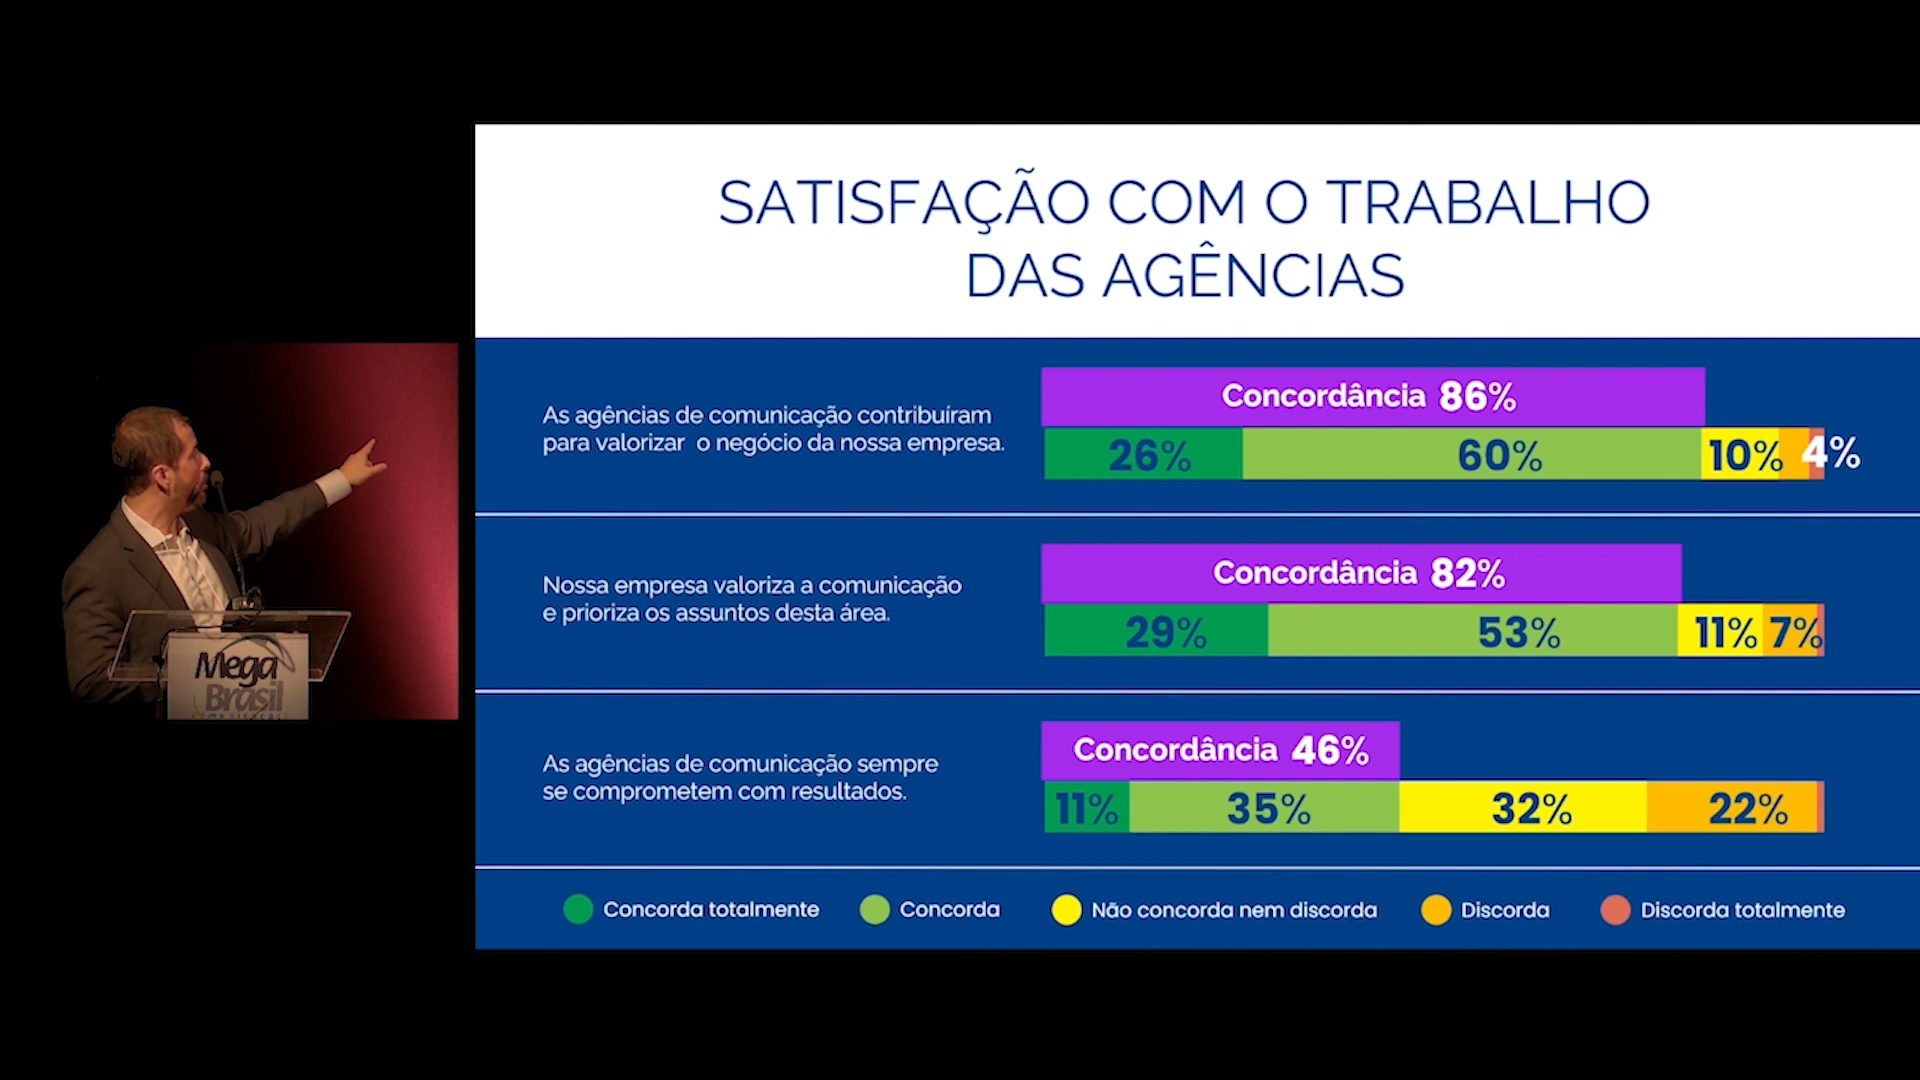 SATISFAÇÃO COM O TRABALHO
DAS AGÊNCIAS
As agências de comunicação contribuíram
para valorizar o negócio da nossa empresa.
Concordância 86%
26% 60% 10% 4%
Nossa empresa valoriza a comunicação
e prioriza os assuntos desta área.
Concordância 82%
29% 53% 11% 7%
As agências de comunicação sempre
se comprometem com resultados.
Concordância 46%
11% 35% 32% 22%
Concorda totalmente Concorda Não concorda nem discorda Discorda Discorda totalmente
Mega
Brasil